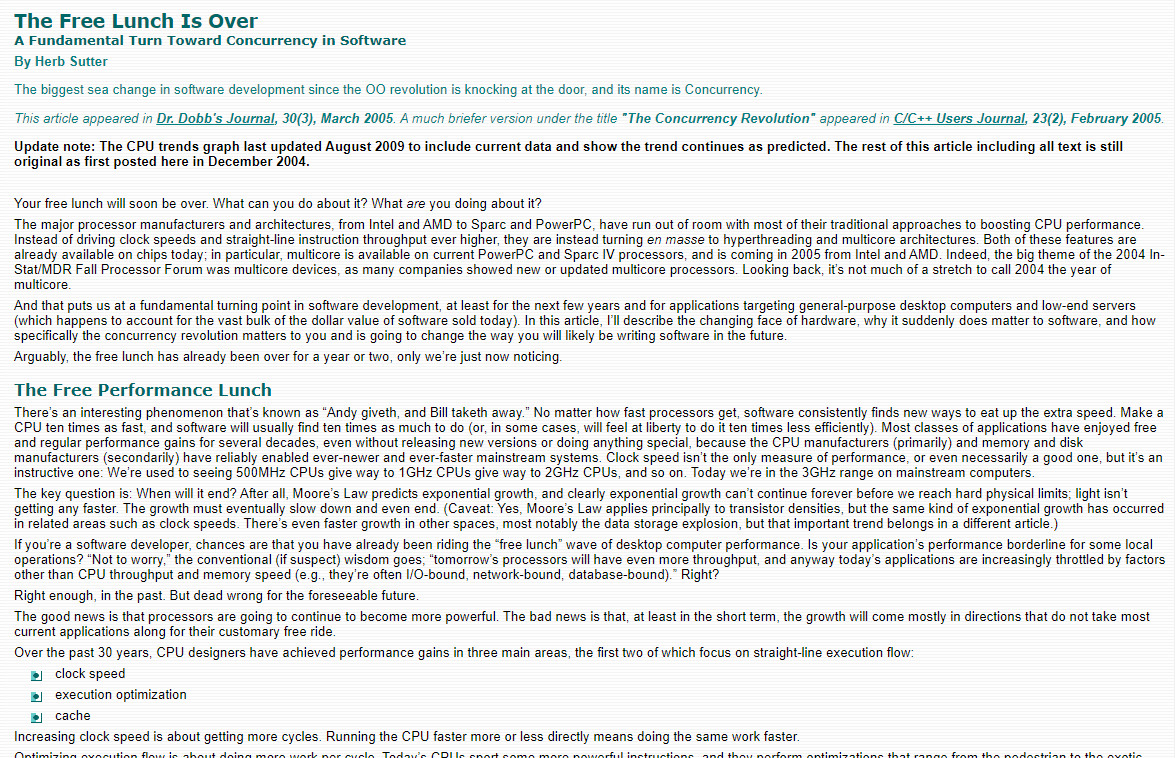 The Free Lunch Is Over
A Fundamental Turn Toward Concurrency in Software
By Herb Sutter
The biggest sea change in software development since the OO revolution is knocking at the door, and its name is Concurrency.
This article appeared in Dr. Dobb's Journal, 30(3), March 2005. A much briefer version under the title "The Concurrency Revolution" appeared in C/C++ Users Journal, 23(2), February 2005.
Update note: The CPU trends graph last updated August 2009 to include current data and show the trend continues as predicted. The rest of this article including all text is still
original as first posted here in December 2004.
Your free lunch will soon be over. What can you do about it? What are you doing about it?
The major processor manufacturers and architectures, from Intel and AMD to Sparc and PowerPC, have run out of room with most of their traditional approaches to boosting CPU performance.
Instead of driving clock speeds and straight-line instruction throughput ever higher, they are instead turning en masse to hyperthreading and multicore architectures. Both of these features are
already available on chips today; in particular, multicore is available on current PowerPC and Sparc IV processors, and is coming in 2005 from Intel and AMD. Indeed, the big theme of the 2004 In-
Stat/MDR Fall Processor Forum was multicore devices, as many companies showed new or updated multicore processors. Looking back, it’s not much of a stretch to call 2004 the year of
multicore.
And that puts us at a fundamental turning point in software development, at least for the next few years and for applications targeting general-purpose desktop computers and low-end servers
(which happens to account for the vast bulk of the dollar value of software sold today). In this article, I’ll describe the changing face of hardware, why it suddenly does matter to software, and how
specifically the concurrency revolution matters to you and is going to change the way you will likely be writing software in the future.
Arguably, the free lunch has already been over for a year or two, only we’re just now noticing.
The Free Performance Lunch
There’s an interesting phenomenon that’s known as “Andy giveth, and Bill taketh away.” No matter how fast processors get, software consistently finds new ways to eat up the extra speed. Make a
CPU ten times as fast, and software will usually find ten times as much to do (or, in some cases, will feel at liberty to do it ten times less efficiently). Most classes of applications have enjoyed free
and regular performance gains for several decades, even without releasing new versions or doing anything special, because the CPU manufacturers (primarily) and memory and disk
manufacturers (secondarily) have reliably enabled ever-newer and ever-faster mainstream systems. Clock speed isn’t the only measure of performance, or even necessarily a good one, but it’s an
instructive one: We’re used to seeing 500MHz CPUs give way to 1GHz CPUs give way to 2GHz CPUs, and so on. Today we’re in the 3GHz range on mainstream computers.
The key question is: When will it end? After all, Moore’s Law predicts exponential growth, and clearly exponential growth can’t continue forever before we reach hard physical limits; light isn’t
getting any faster. The growth must eventually slow down and even end. (Caveat: Yes, Moore’s Law applies principally to transistor densities, but the same kind of exponential growth has occurred
in related areas such as clock speeds. There’s even faster growth in other spaces, most notably the data storage explosion, but that important trend belongs in a different article.)
If you’re a software developer, chances are that you have already been riding the “free lunch” wave of desktop computer performance. Is your application’s performance borderline for some local
operations? “Not to worry,” the conventional (if suspect) wisdom goes; “tomorrow’s processors will have even more throughput, and anyway today’s applications are increasingly throttled by factors
other than CPU throughput and memory speed (e.g., they’re often I/O-bound, network-bound, database-bound).” Right?
Right enough, in the past. But dead wrong for the foreseeable future.
The good news is that processors are going to continue to become more powerful. The bad news is that, at least in the short term, the growth will come mostly in directions that do not take most
current applications along for their customary free ride.
Over the past 30 years, CPU designers have achieved performance gains in three main areas, the first two of which focus on straight-line execution flow:
clock speed
execution optimization
cache
Increasing clock speed is about getting more cycles. Running the CPU faster more or less directly means doing the same work faster.
Optimizing execution flow is about doing more work per cycle. Today’s CPUs sport some more powerful instructions, and they perform optimizations that range from the pedestrian to the exotic,